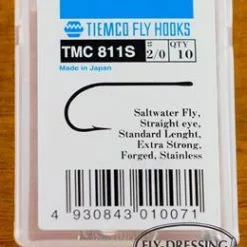 TIEMCO FLY HOOKS
TMC 811S
# 2/0
QTY 10
Made in Japan
Saltwater Fly,
Straight eye,
Standard Lenght,
Extra Strong,
Forged, Stainless
4 930843 010071
FLY-DRESSING